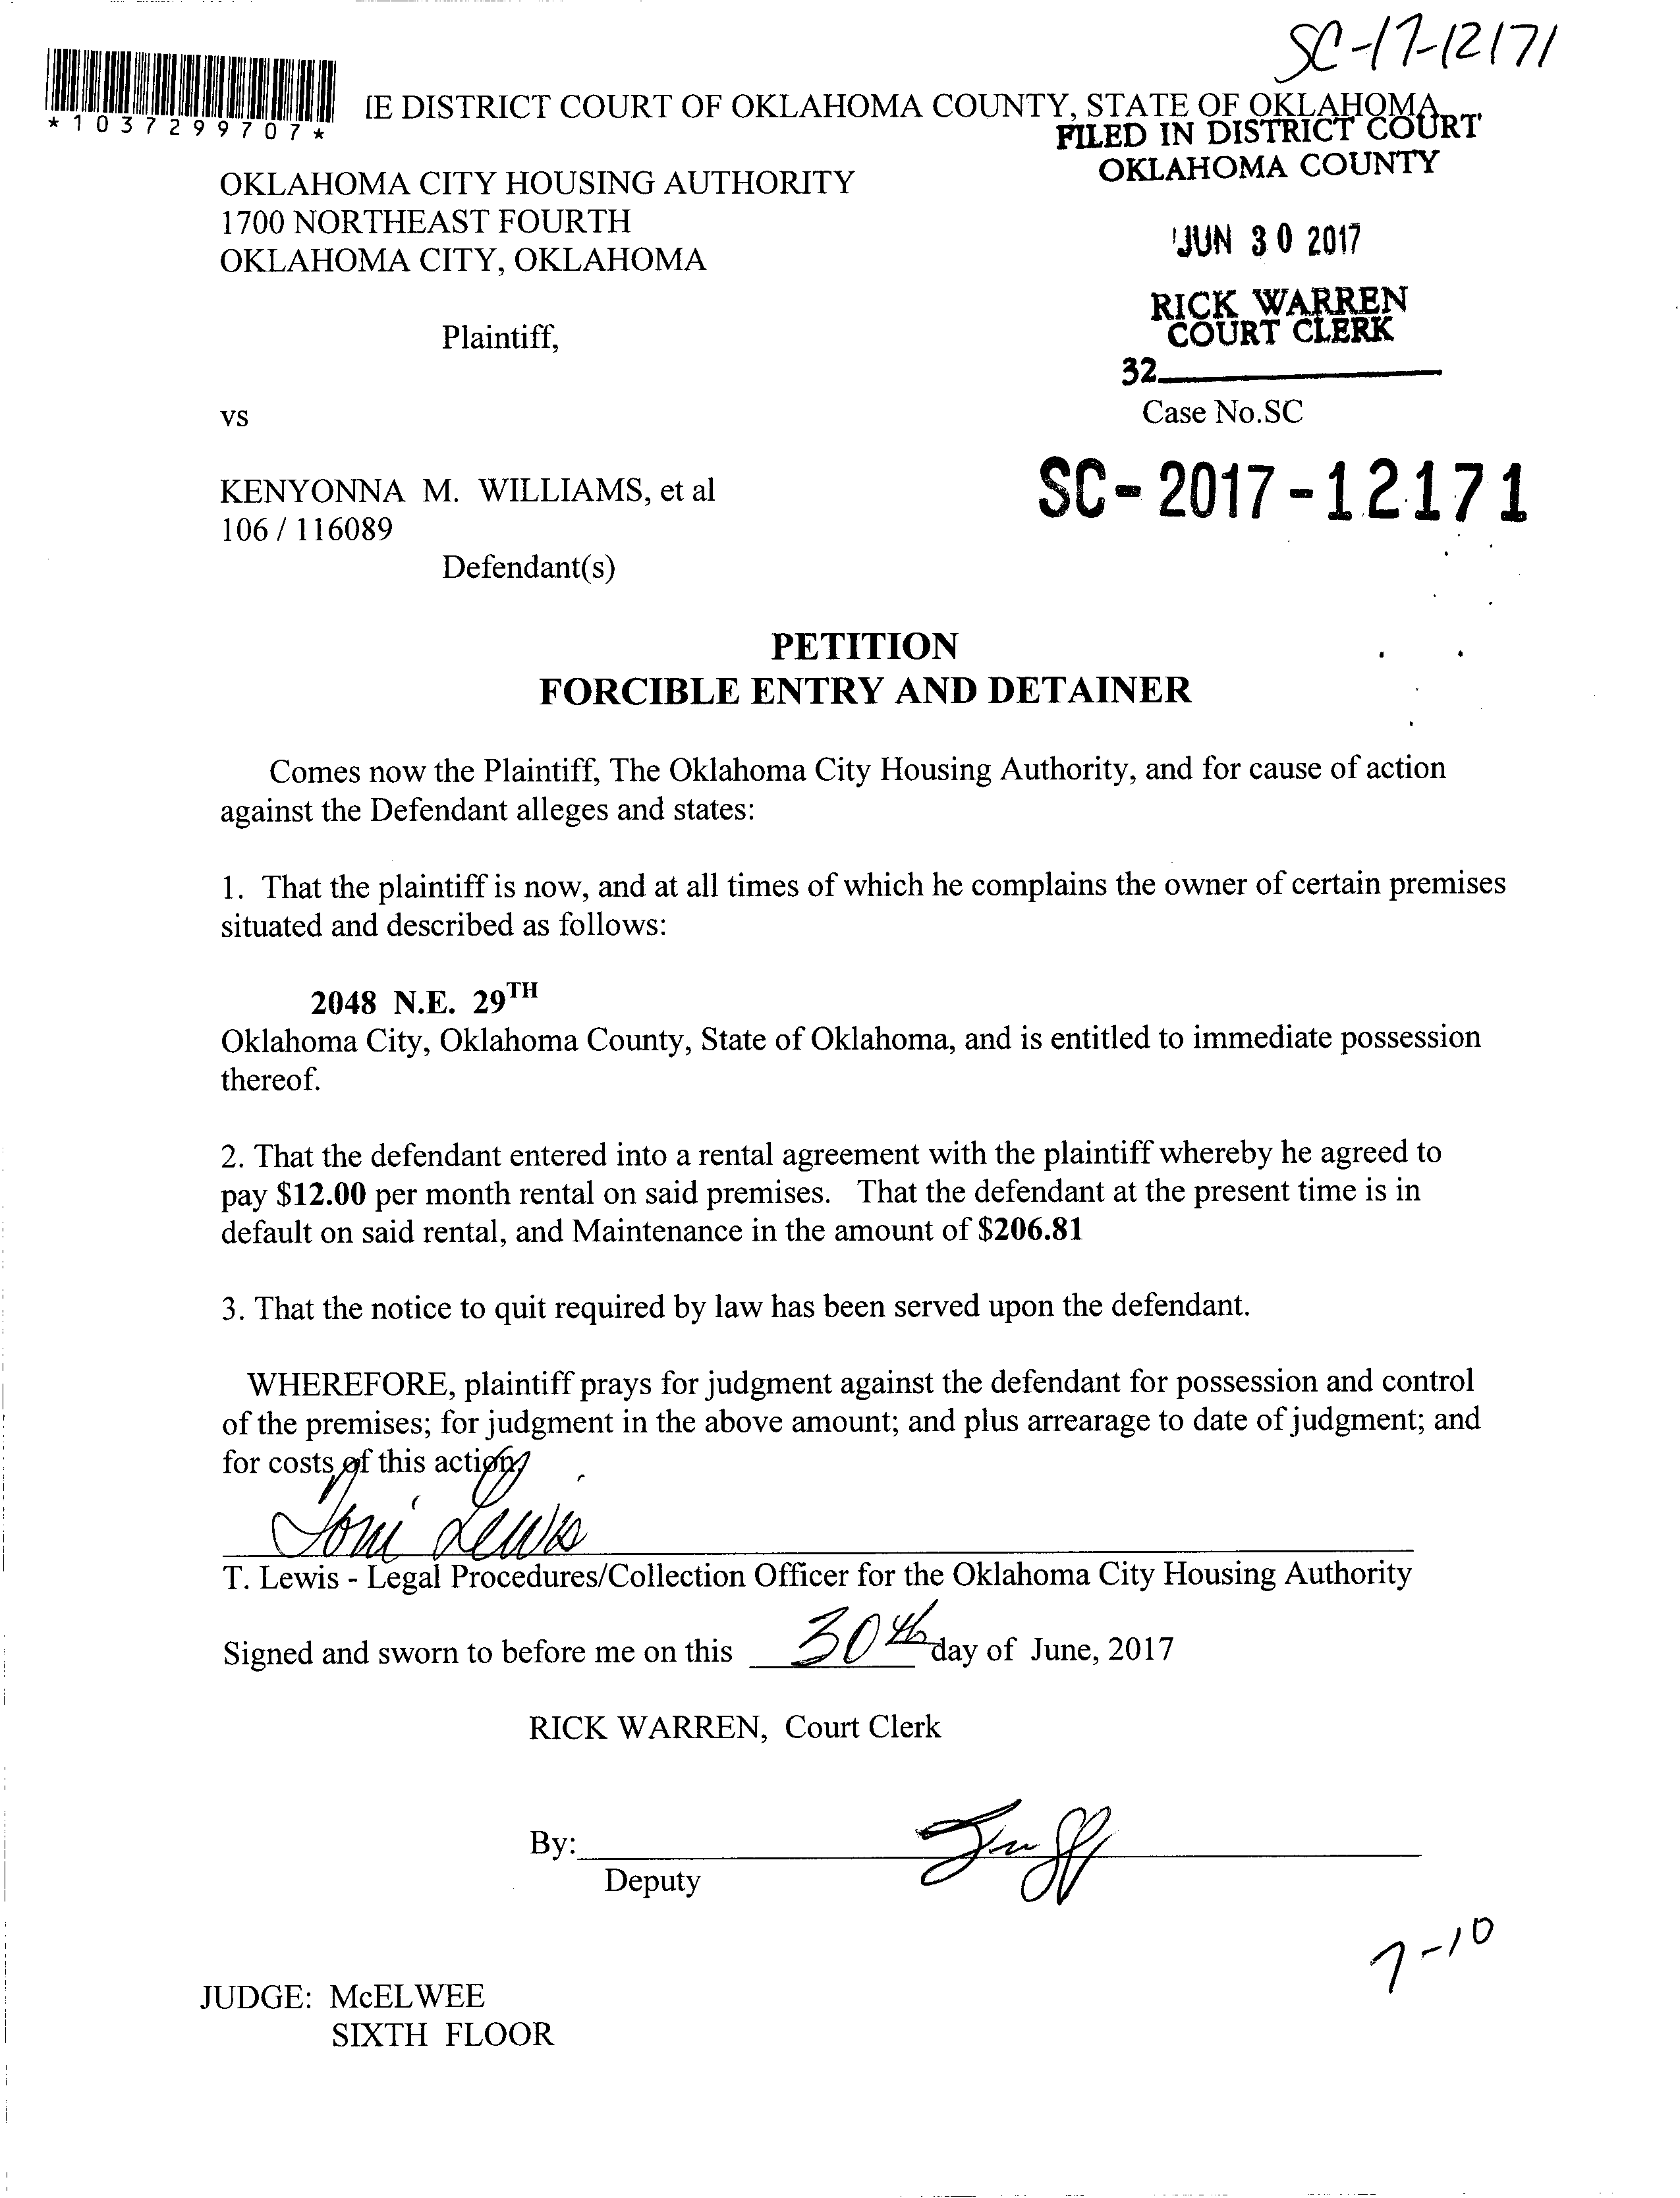 SC-17-12171
*1037299707*
IE DISTRICT COURT OF OKLAHOMA COUNTY, STATE OF OKLAHOMA
FILED IN DISTRICT COURT
OKLAHOMA COUNTY
OKLAHOMA CITY HOUSING AUTHORITY
1700 NORTHEAST FOURTH
OKLAHOMA CITY, OKLAHOMA
JUN 30 2017
RICK WARREN
COURT CLERK
Plaintiff,
32
vs
Case No.SC
SC-2017-12171
KENYONNA M. WILLIAMS, et al
106 / 116089
Defendant(s)
PETITION
FORCIBLE ENTRY AND DETAINER
Comes now the Plaintiff, The Oklahoma City Housing Authority, and for cause of action
against the Defendant alleges and states:
1. That the plaintiff is now, and at all times of which he complains the owner of certain premises
situated and described as follows:
2048 N.E. 29TH
Oklahoma City, Oklahoma County, State of Oklahoma, and is entitled to immediate possession
thereof.
2. That the defendant entered into a rental agreement with the plaintiff whereby he agreed to
pay $12.00 per month rental on said premises. That the defendant at the present time is in
default on said rental, and Maintenance in the amount of $206.81
3. That the notice to quit required by law has been served upon the defendant.
WHEREFORE, plaintiff prays for judgment against the defendant for possession and control
of the premises; for judgment in the above amount; and plus arrearage to date of judgment; and
for costs of this action.
Toni Lewis
T. Lewis - Legal Procedures/Collection Officer for the Oklahoma City Housing Authority
Signed and sworn to before me on this 30th day of June, 2017
RICK WARREN, Court Clerk
By:
Deputy
7-10
JUDGE: McELWEE
SIXTH FLOOR